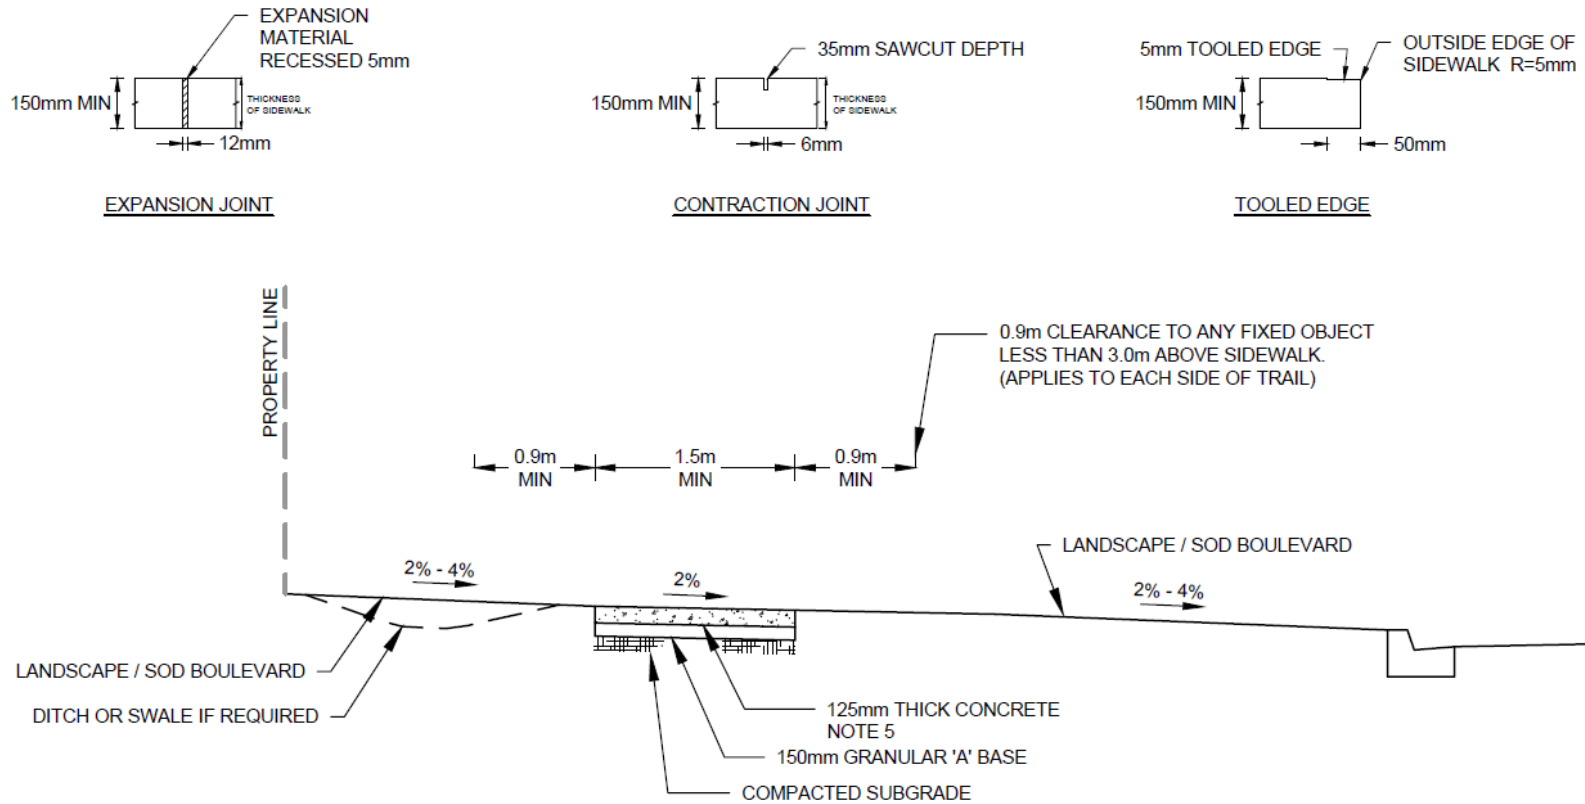 EXPANSION
MATERIAL
RECESSED 5mm
150mm MIN
THICKNESS
OF SIDEWALK
12mm
EXPANSION JOINT
35mm SAWCUT DEPTH
150mm MIN
THICKNESS
OF SIDEWALK
6mm
CONTRACTION JOINT
5mm TOOLED EDGE
OUTSIDE EDGE OF
SIDEWALK R=5mm
150mm MIN
50mm
TOOLED EDGE
PROPERTY LINE
0.9m CLEARANCE TO ANY FIXED OBJECT
LESS THAN 3.0m ABOVE SIDEWALK.
(APPLIES TO EACH SIDE OF TRAIL)
0.9m
MIN
1.5m
MIN
0.9m
MIN
LANDSCAPE / SOD BOULEVARD
2% - 4%
2%
2% - 4%
LANDSCAPE / SOD BOULEVARD
DITCH OR SWALE IF REQUIRED
125mm THICK CONCRETE
NOTE 5
150mm GRANULAR 'A' BASE
COMPACTED SUBGRADE